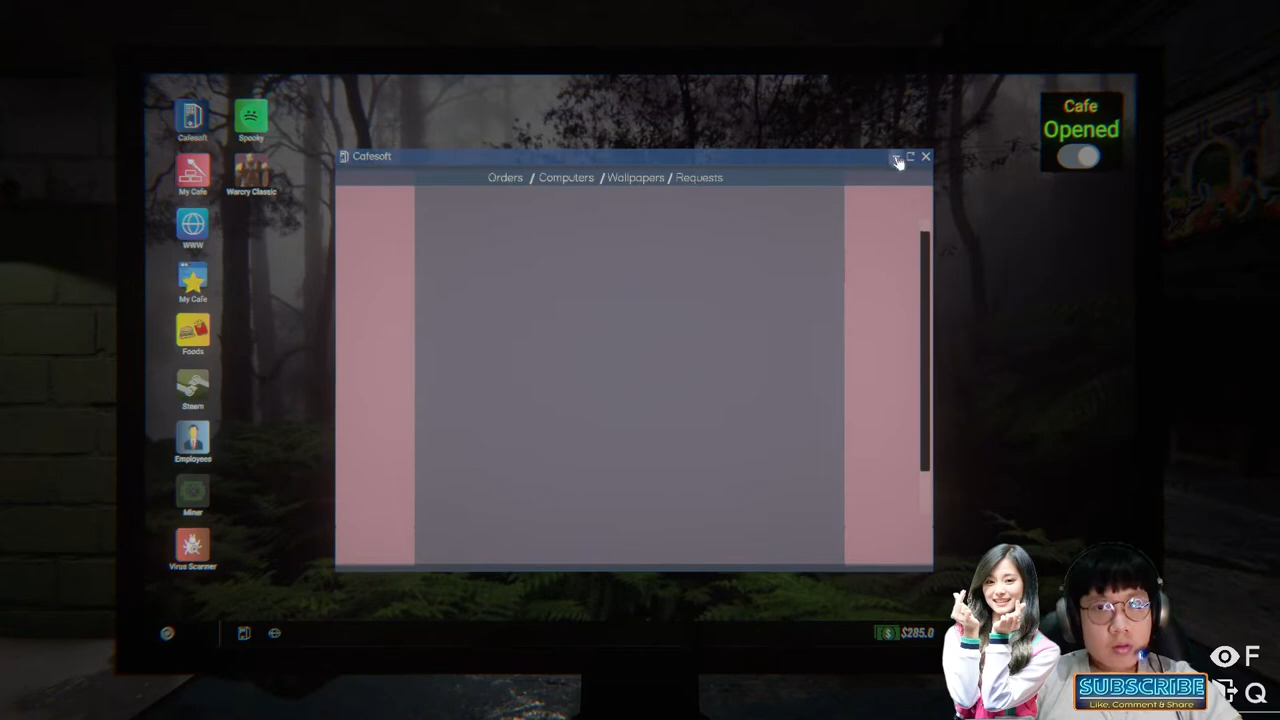 Cafesoft
Spooky
My Cafe
Warcry Classic
WWW
My Cafe
Foods
Steam
Employees
Miner
Virus Scanner
Cafesoft
Orders / Computers / Wallpapers / Requests
Cafe
Opened
$ $285.0
F
Q
SUBSCRIBE
Like, Comment & Share